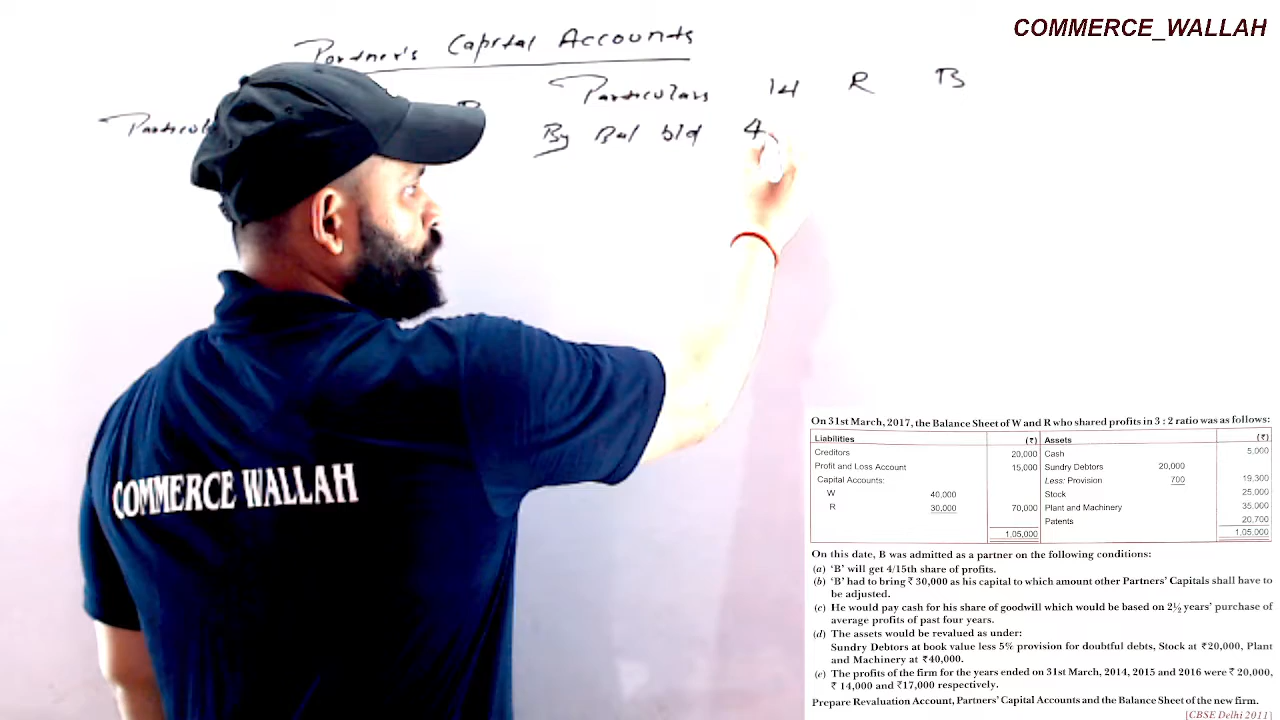 COMMERCE_WALLAH
Partner's Capital Accounts
Particulars W R B
By Bal b/d 4
COMMERCE WALLAH
On 31st March, 2017, the Balance Sheet of W and R who shared profits in 3 : 2 ratio was as follows:
Liabilities (₹) Assets (₹)
Creditors 20,000 Cash 5,000
Profit and Loss Account 15,000 Sundry Debtors 20,000
Capital Accounts: Less: Provision 700 19,300
W 40,000 Stock 25,000
R 30,000 70,000 Plant and Machinery 35,000
Patents 20,700
1,05,000 1,05,000
On this date, B was admitted as a partner on the following conditions:
(a) 'B' will get 4/15th share of profits.
(b) 'B' had to bring ₹ 30,000 as his capital to which amount other Partners' Capitals shall have to
be adjusted.
(c) He would pay cash for his share of goodwill which would be based on 2½ years' purchase of
average profits of past four years.
(d) The assets would be revalued as under:
Sundry Debtors at book value less 5% provision for doubtful debts, Stock at ₹20,000, Plant
and Machinery at ₹40,000.
(e) The profits of the firm for the years ended on 31st March, 2014, 2015 and 2016 were ₹ 20,000,
₹ 14,000 and ₹17,000 respectively.
Prepare Revaluation Account, Partners' Capital Accounts and the Balance Sheet of the new firm.
[CBSE Delhi 2011]